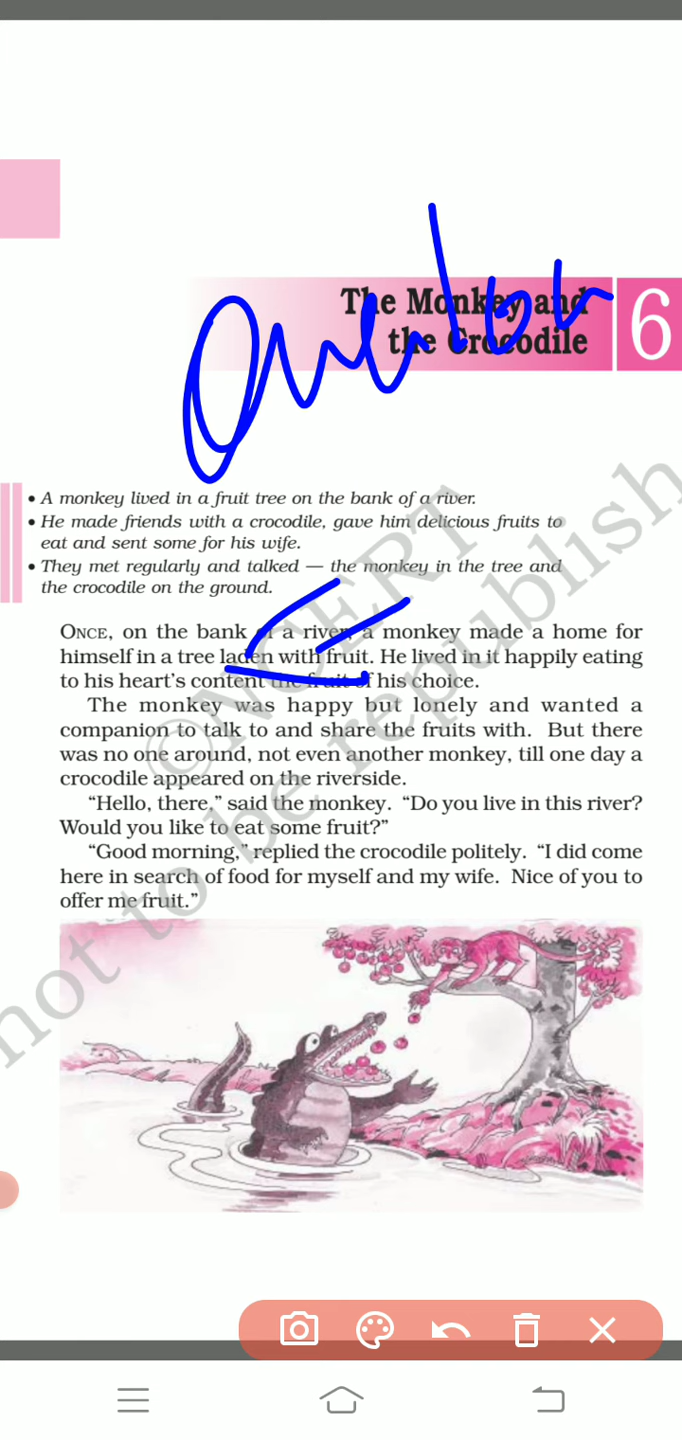 The Monkey and
the Crocodile
6
• A monkey lived in a fruit tree on the bank of a river.
• He made friends with a crocodile, gave him delicious fruits to
eat and sent some for his wife.
• They met regularly and talked — the monkey in the tree and
the crocodile on the ground.
ONCE, on the bank of a river, a monkey made a home for
himself in a tree laden with fruit. He lived in it happily eating
to his heart's content the fruit of his choice.
The monkey was happy but lonely and wanted a
companion to talk to and share the fruits with. But there
was no one around, not even another monkey, till one day a
crocodile appeared on the riverside.
“Hello, there,” said the monkey. “Do you live in this river?
Would you like to eat some fruit?”
“Good morning,” replied the crocodile politely. “I did come
here in search of food for myself and my wife. Nice of you to
offer me fruit.”
©NCERT
not to be republish